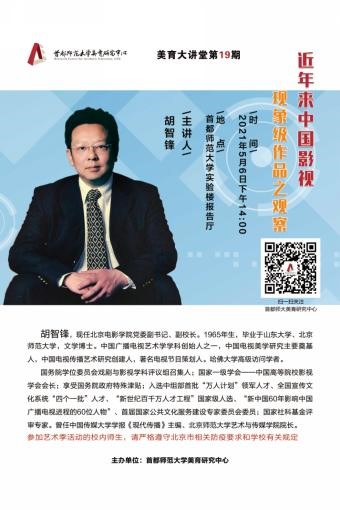 首都师范大学美育研究中心
美育大讲堂第19期
近年来中国影视
现象级作品之观察
\时 间/
2021年5月6日下午14:00
\地 点/
首都师范大学实验楼报告厅
\主讲人/
胡智锋
扫一扫关注
首都师大美育研究中心
胡智锋，现任北京电影学院党委副书记、副校长。1965年生，毕业于山东大学、北京
师范大学，文学博士。中国广播电视艺术学学科创始人之一，中国电视美学研究主要奠基
人，中国电视传播艺术研究创建人，著名电视节目策划人。哈佛大学高级访问学者。
国务院学位委员会戏剧与影视学科评议组召集人；国家一级学会——中国高等院校影
视学会会长；享受国务院政府特殊津贴；入选中组部首批“万人计划”领军人才、全国宣传文
化系统“四个一批”人才、“新世纪百千万人才工程”国家级人选、“新中国60年影响中国
广播电视进程的60位人物”、首届国家公共文化服务建设专家委员会委员；国家社科基金评
审专家。曾任中国传媒大学学报《现代传播》主编、北京师范大学艺术与传媒学院院长。
参加艺术季活动的校内师生，请严格遵守北京市相关防疫要求和学校有关规定
主办单位：首都师范大学美育研究中心